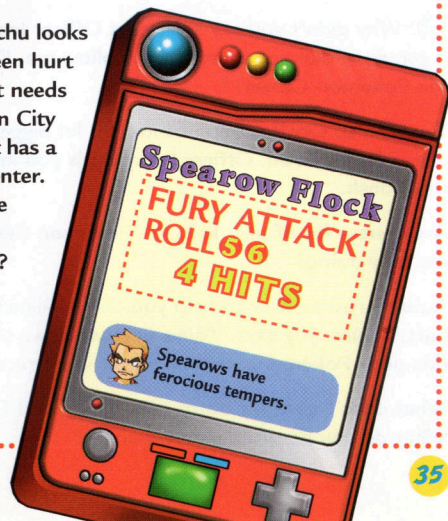 chu looks
een hurt
t needs
n City
t has a
nter.
e
?
Spearow Flock
FURY ATTACK
ROLL 5 6
4 HITS
Spearows have
ferocious tempers.
35